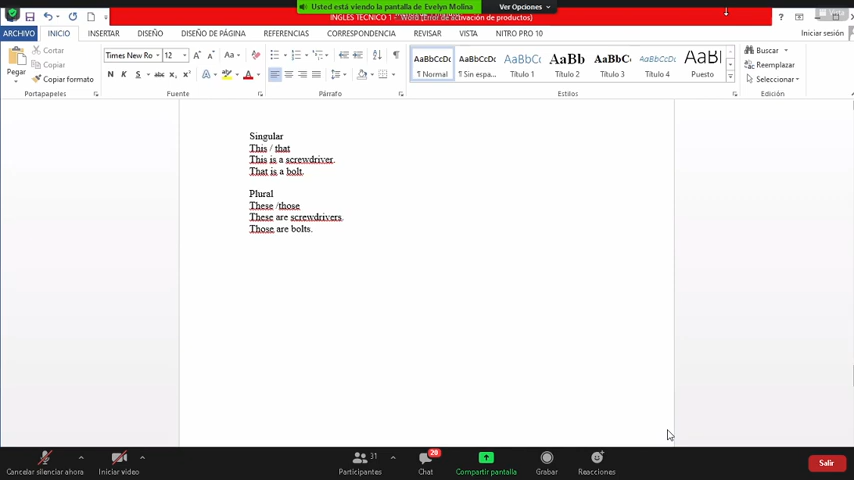 Usted está viendo la pantalla de Evelyn Molina
Ver Opciones
INGLES TECNICO 1 - Word (Error de activación de productos)
ARCHIVO INICIO INSERTAR DISEÑO DISEÑO DE PÁGINA REFERENCIAS CORRESPONDENCIA REVISAR VISTA NITRO PRO 10 Iniciar sesión
Pegar
Cortar
Copiar
Copiar formato
Portapapeles
Times New Ro 12
N K S abc x₂ x²
Fuente
Párrafo
AaBbCcDc AaBbCcDc AaBbCc AaBb AaBbC AaBbCcDc AaBl
¶ Normal ¶ Sin espa... Título 1 Título 2 Título 3 Título 4 Puesto
Estilos
Buscar
Reemplazar
Seleccionar
Edición
Singular
This / that
This is a screwdriver.
That is a bolt.
Plural
These /those
These are screwdrivers.
Those are bolts.
Cancelar silenciar ahora
Iniciar video
31
Participantes
20
Chat
Compartir pantalla
Grabar
Reacciones
Salir